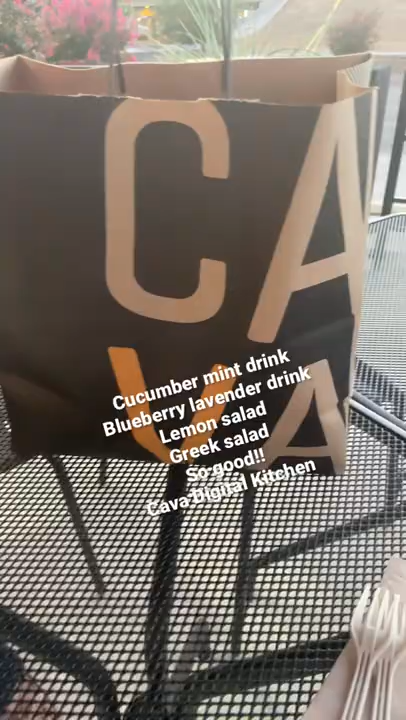 CA
VA
Cucumber mint drink
Blueberry lavender drink
Lemon salad
Greek salad
So good!!
Cava Digital Kitchen